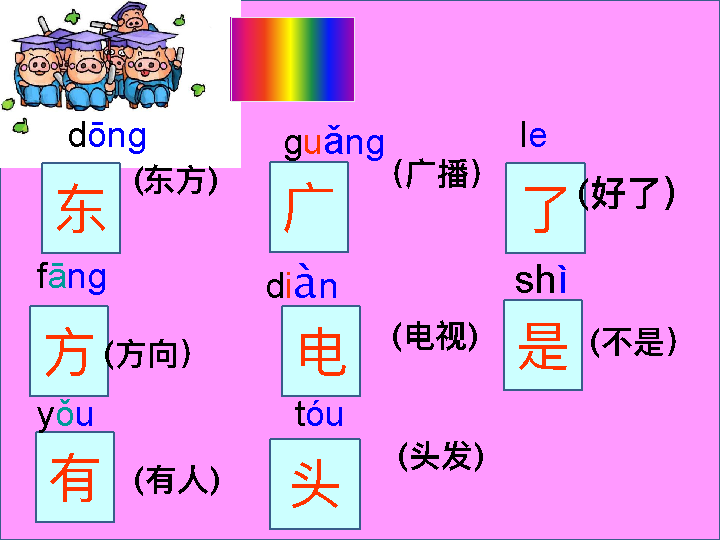 dōng guǎng le
东 (东方) 广 (广播) 了 (好了)
fāng diàn shì
方 (方向) 电 (电视) 是 (不是)
yǒu tóu
有 (有人) 头 (头发)